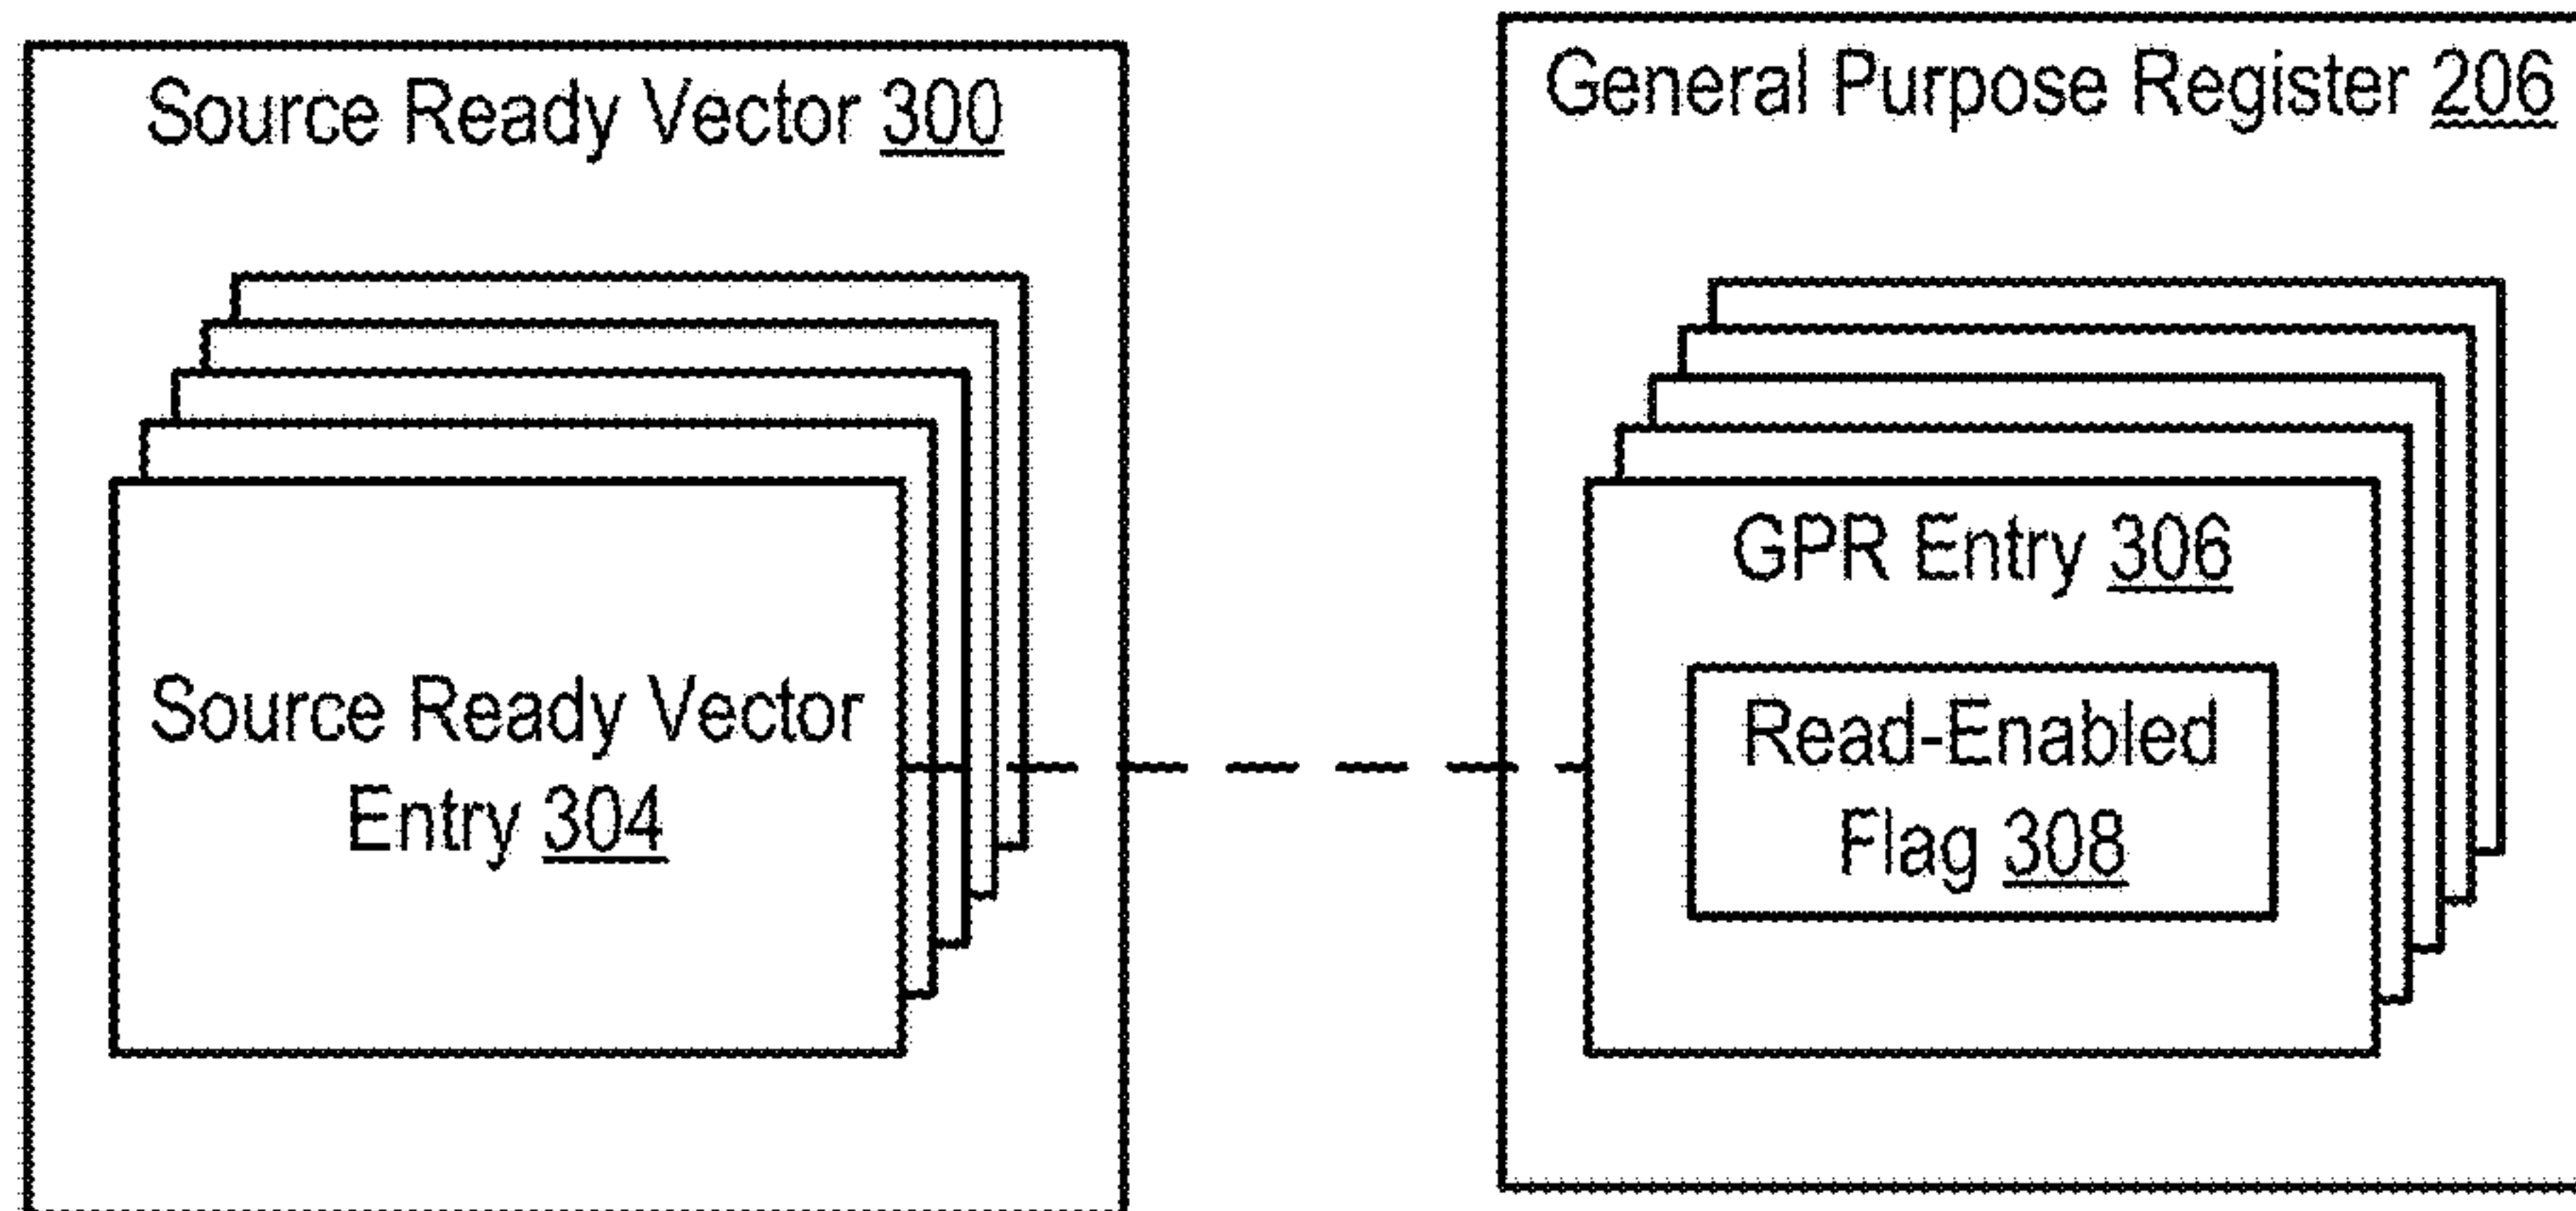 Source Ready Vector 300
General Purpose Register 206
Source Ready Vector
Entry 304
GPR Entry 306
Read-Enabled
Flag 308